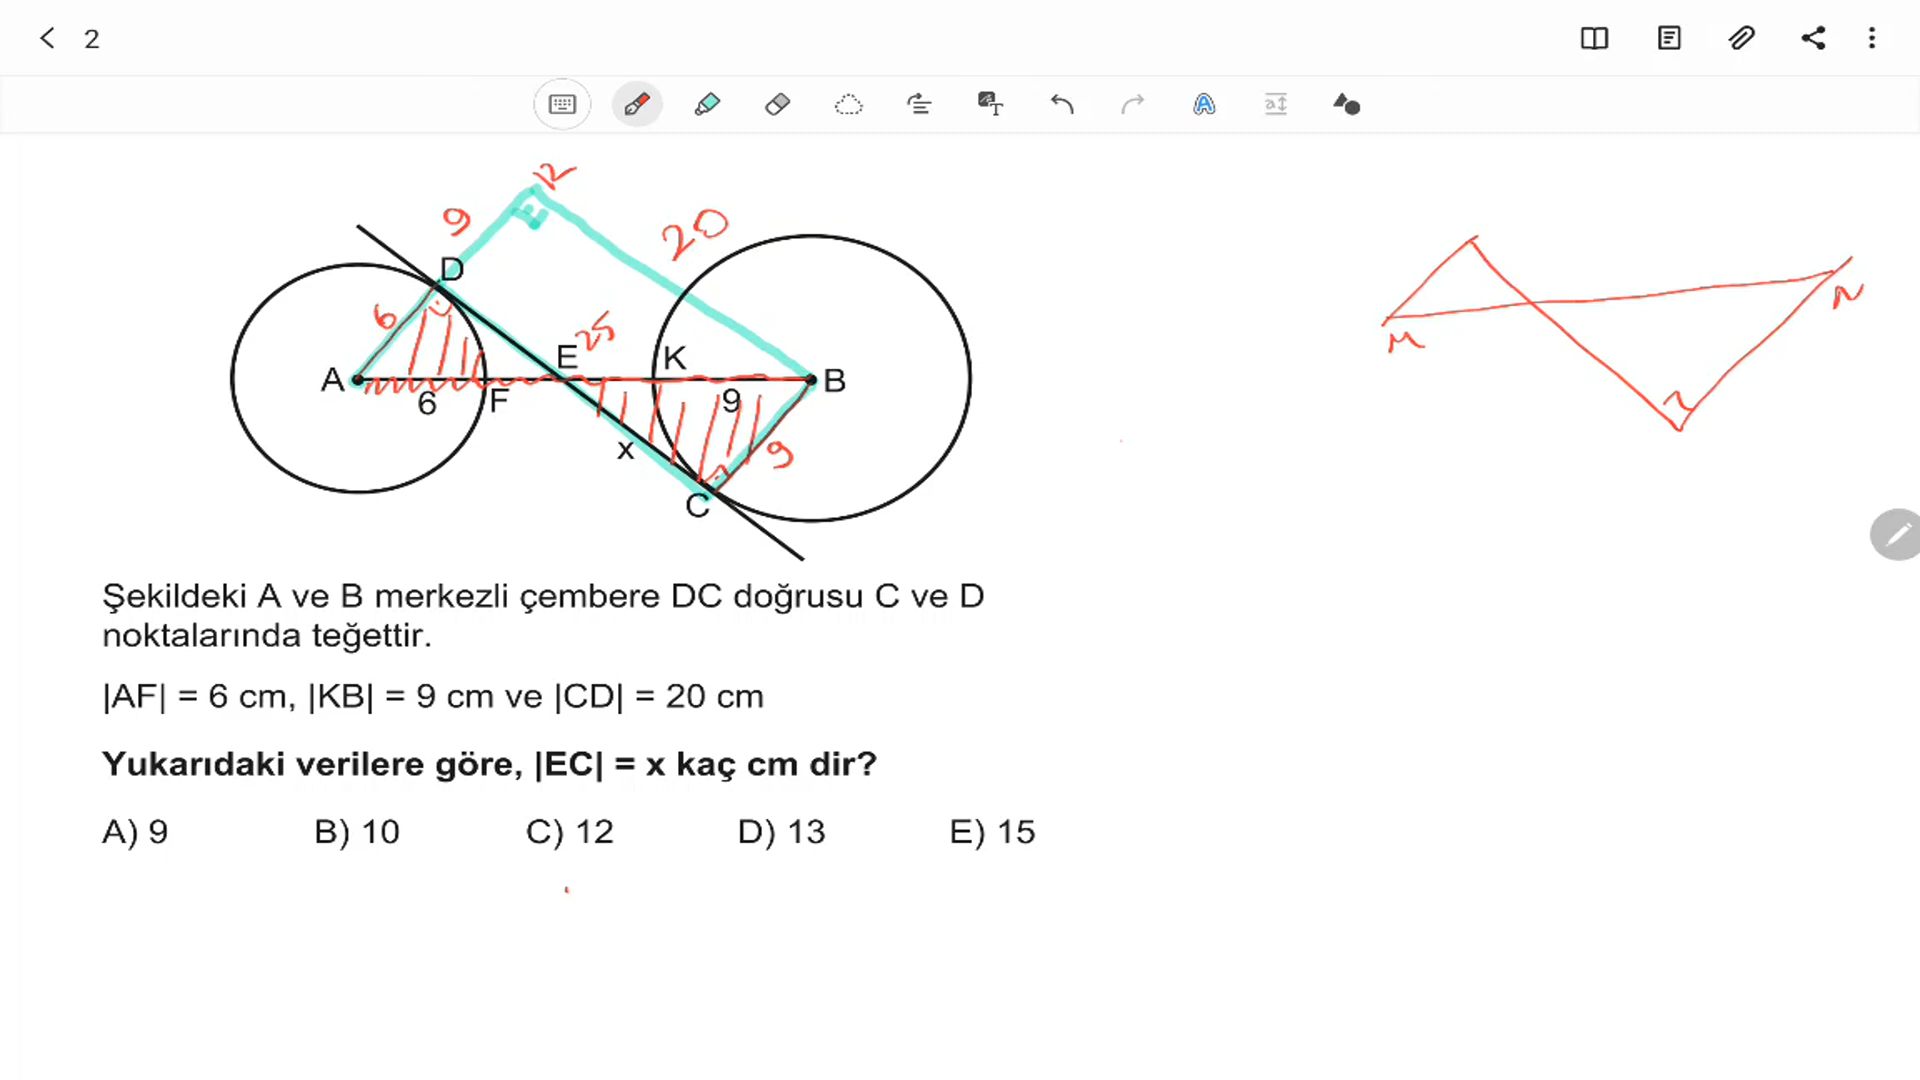 2
12
9
20
D
6
E
25
K
A
B
6
F
9
x
9
C
M
N
Şekildeki A ve B merkezli çembere DC doğrusu C ve D
noktalarında teğettir.
|AF| = 6 cm, |KB| = 9 cm ve |CD| = 20 cm
Yukarıdaki verilere göre, |EC| = x kaç cm dir?
A) 9 B) 10 C) 12 D) 13 E) 15